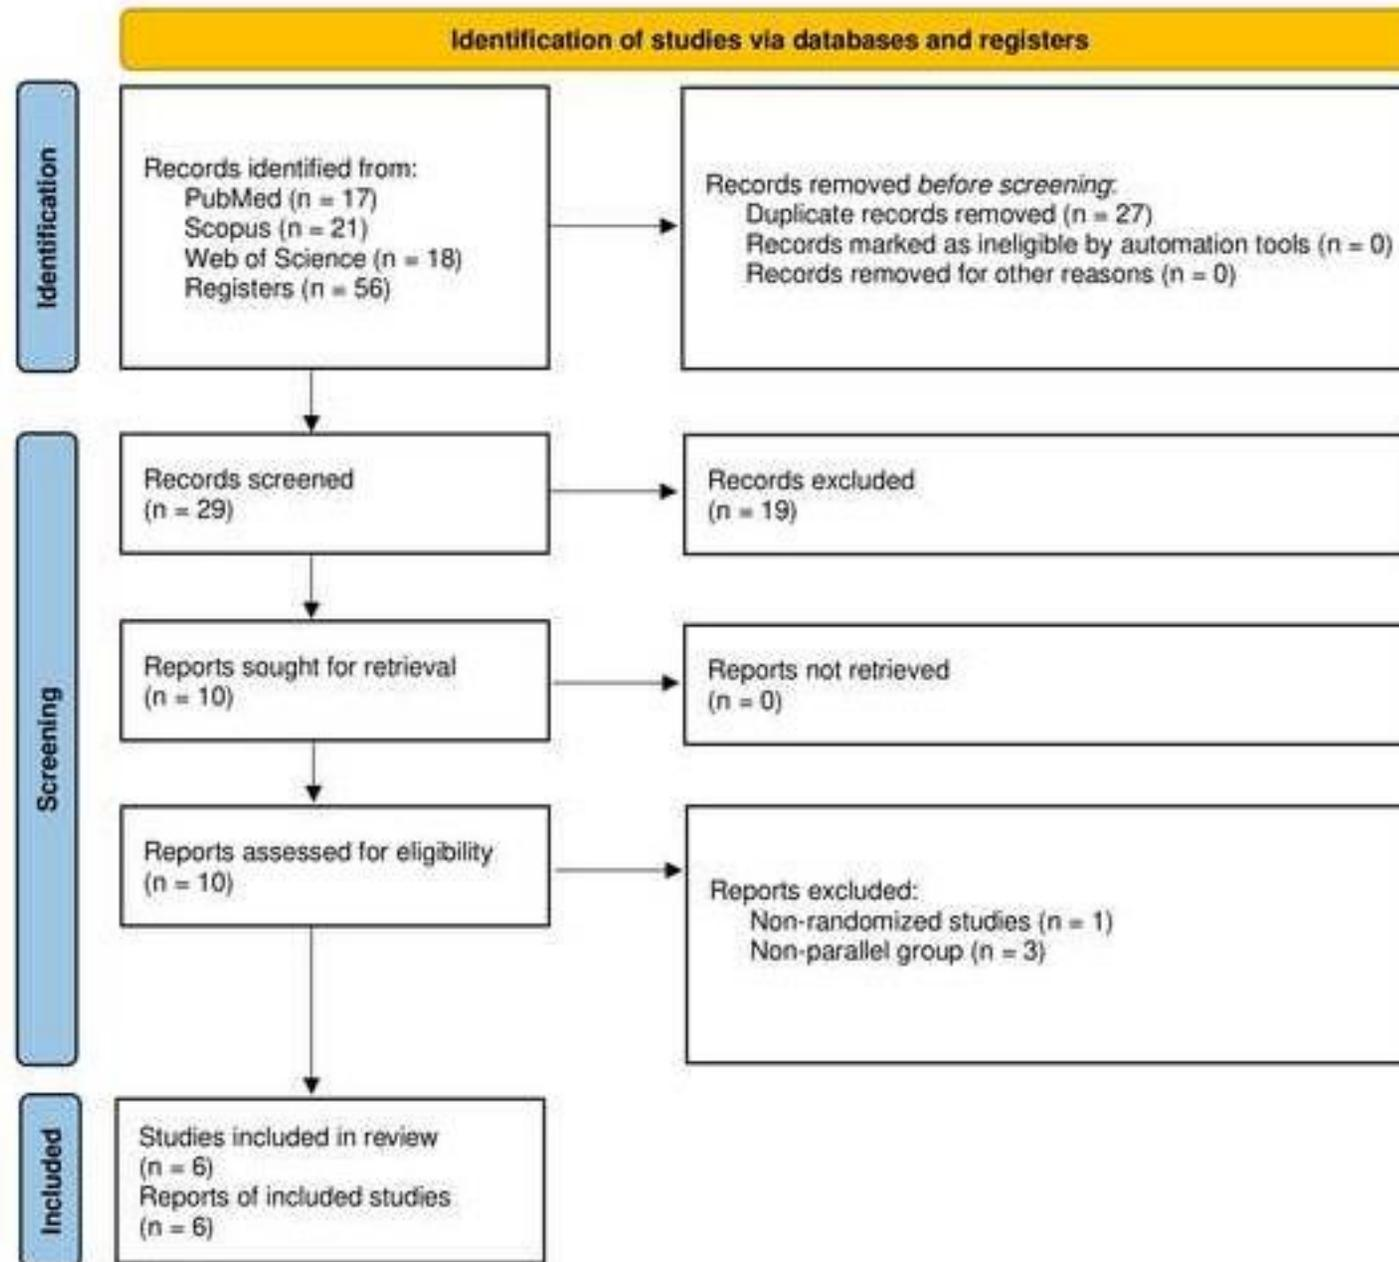 Identification of studies via databases and registers
Identification
Records identified from:
PubMed (n = 17)
Scopus (n = 21)
Web of Science (n = 18)
Registers (n = 56)
Records removed before screening:
Duplicate records removed (n = 27)
Records marked as ineligible by automation tools (n = 0)
Records removed for other reasons (n = 0)
Screening
Records screened
(n = 29)
Records excluded
(n = 19)
Reports sought for retrieval
(n = 10)
Reports not retrieved
(n = 0)
Reports assessed for eligibility
(n = 10)
Reports excluded:
Non-randomized studies (n = 1)
Non-parallel group (n = 3)
Included
Studies included in review
(n = 6)
Reports of included studies
(n = 6)